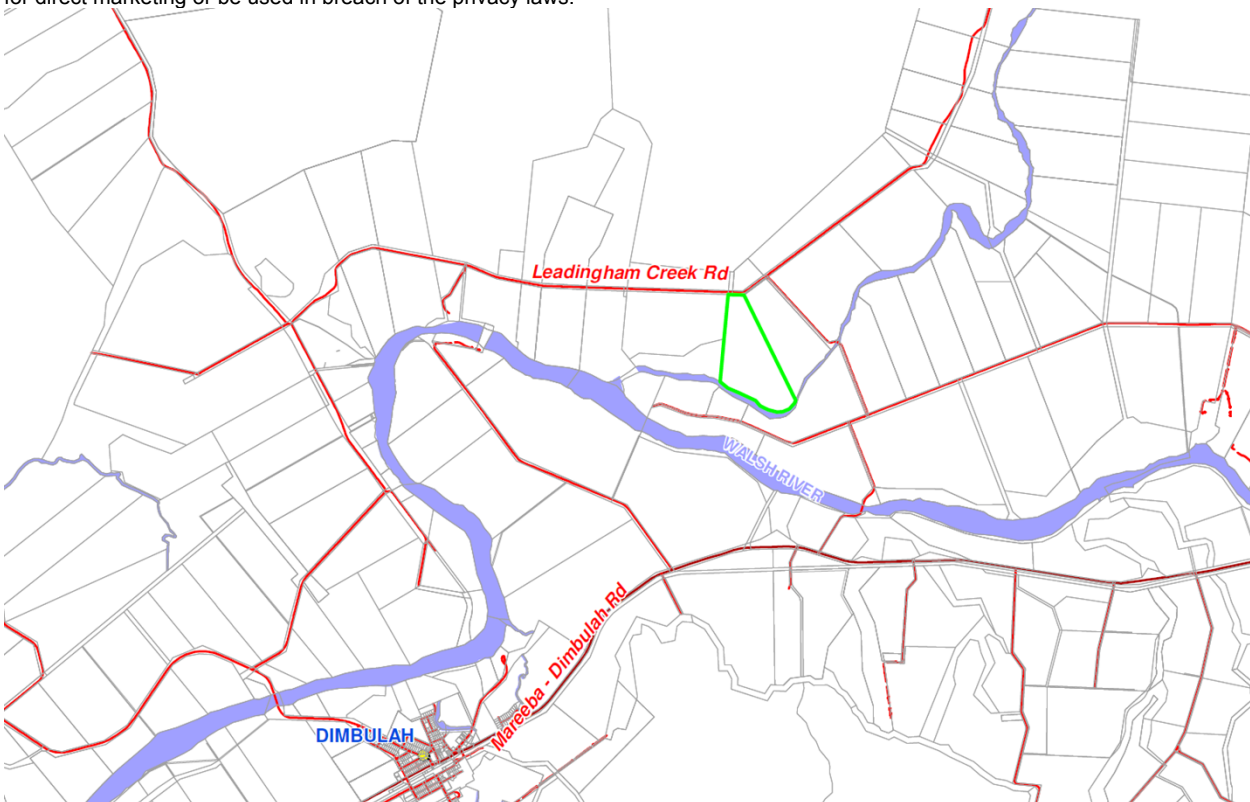 for direct marketing or be used in breach of the privacy laws.
Leadingham Creek Rd
WALSH RIVER
Mareeba - Dimbulah Rd
DIMBULAH